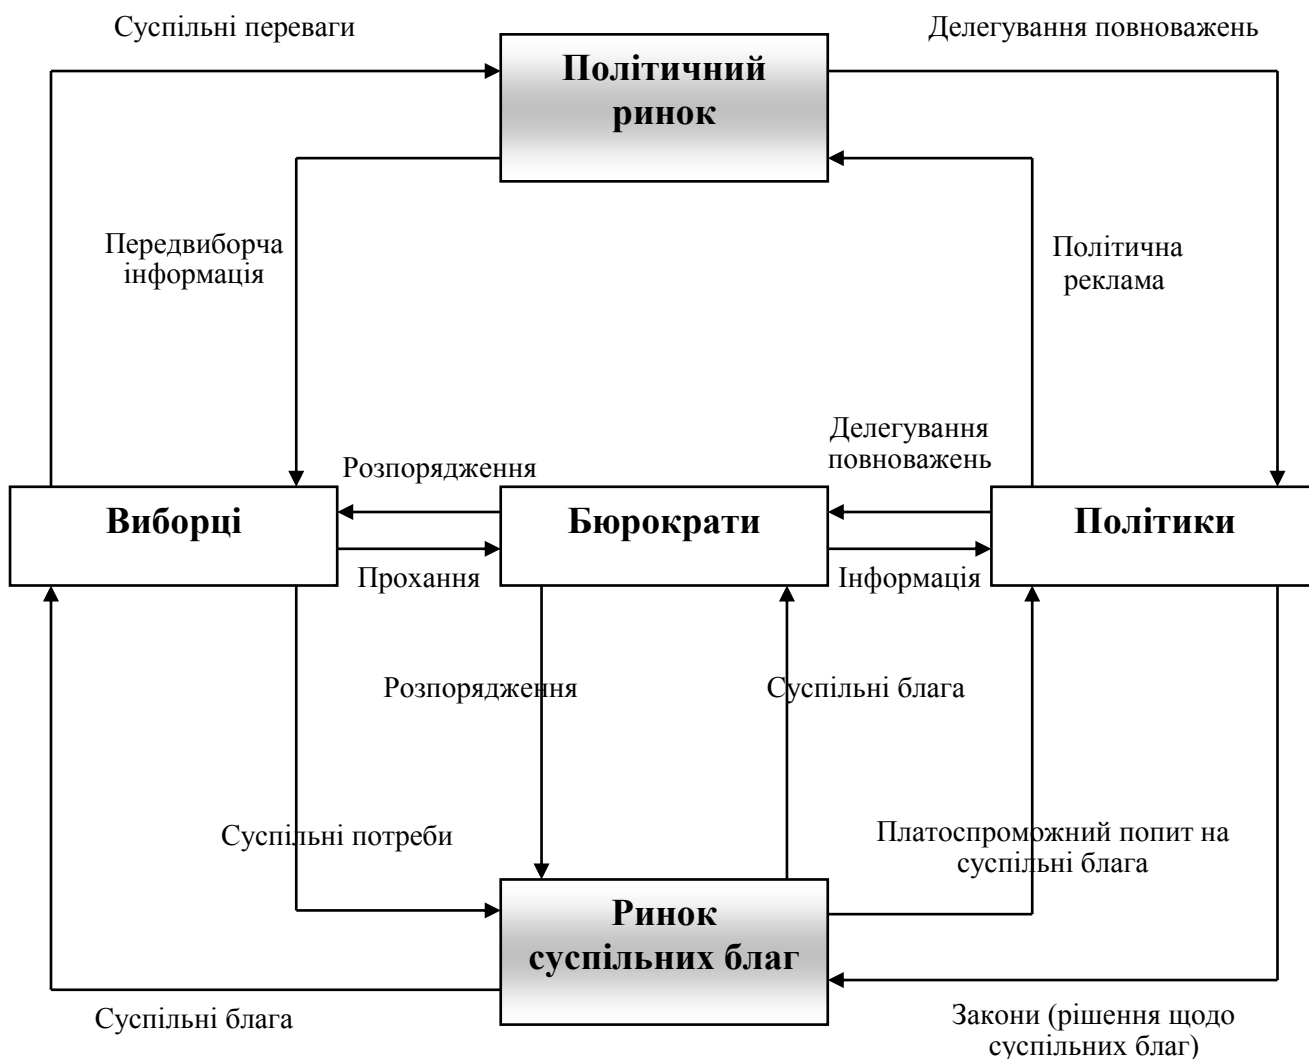 Суспільні переваги
Делегування повноважень
Політичний
ринок
Передвиборча
інформація
Політична
реклама
Делегування
повноважень
Розпорядження
Виборці
Бюрократи
Політики
Прохання
Інформація
Розпорядження
Суспільні блага
Суспільні потреби
Платоспроможний попит на
суспільні блага
Ринок
суспільних благ
Суспільні блага
Закони (рішення щодо
суспільних благ)